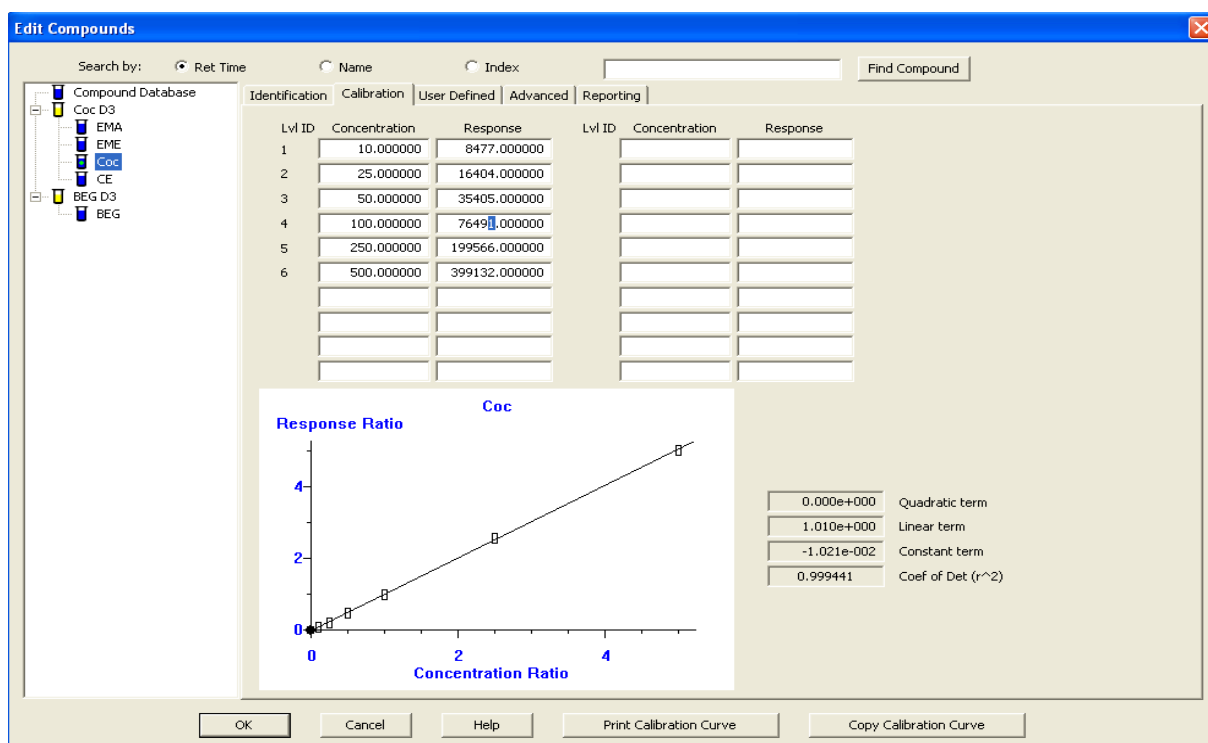 Edit Compounds
Search by: Ret Time Name Index Find Compound
Compound Database
Coc D3
EMA
EME
Coc
CE
BEG D3
BEG
Identification Calibration User Defined Advanced Reporting
Lvl ID Concentration Response Lvl ID Concentration Response
1 10.000000 8477.000000
2 25.000000 16404.000000
3 50.000000 35405.000000
4 100.000000 76491.000000
5 250.000000 199566.000000
6 500.000000 399132.000000
Coc
Response Ratio
4
2
0
0 2 4
Concentration Ratio
0.000e+000 Quadratic term
1.010e+000 Linear term
-1.021e-002 Constant term
0.999441 Coef of Det (r^2)
OK Cancel Help Print Calibration Curve Copy Calibration Curve